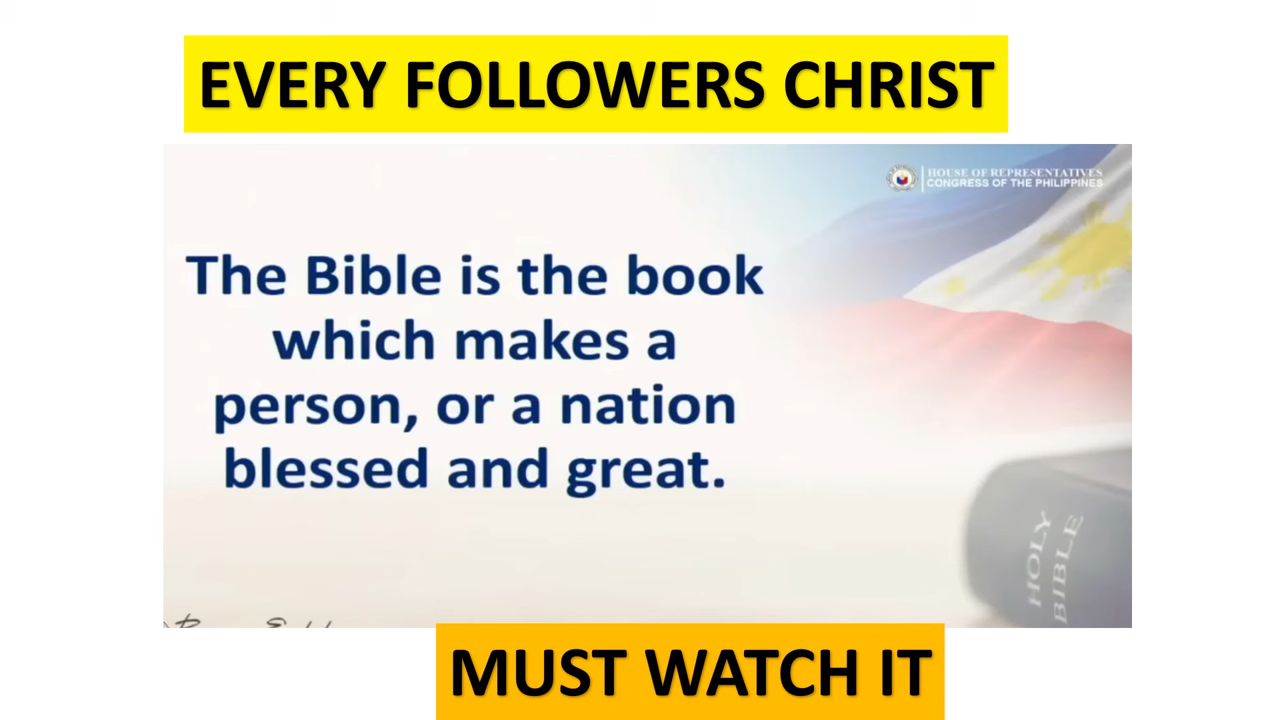 EVERY FOLLOWERS CHRIST
HOUSE OF REPRESENTATIVES
CONGRESS OF THE PHILIPPINES
The Bible is the book
which makes a
person, or a nation
blessed and great.
HOLY
BIBLE
MUST WATCH IT